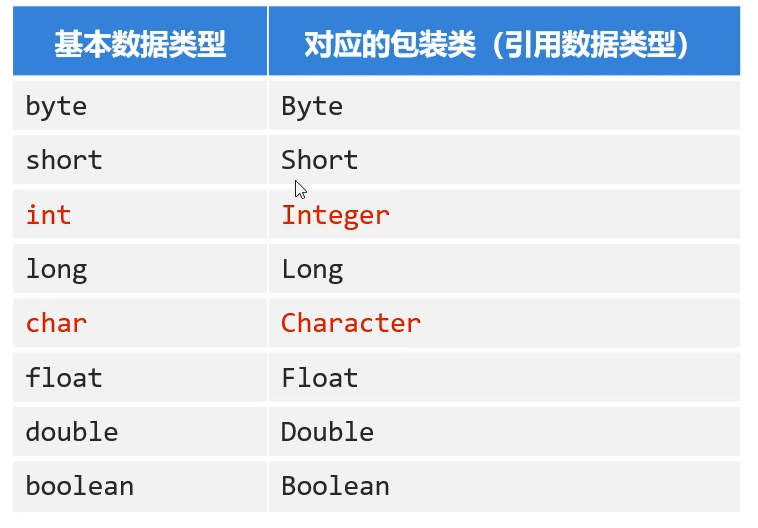 基本数据类型 对应的包装类（引用数据类型）
byte Byte
short Short
int Integer
long Long
char Character
float Float
double Double
boolean Boolean